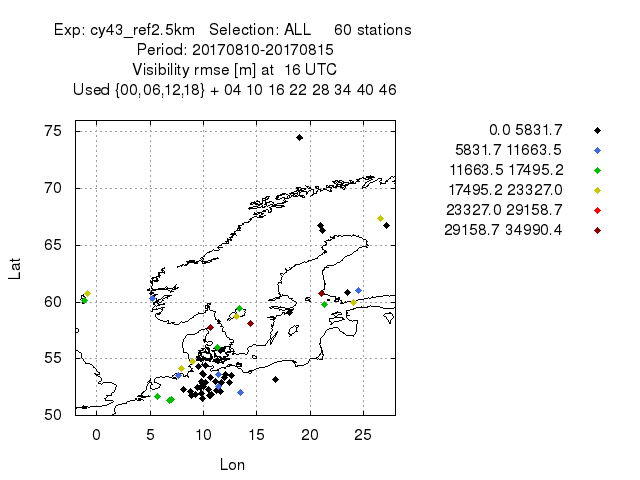 Exp: cy43_ref2.5km Selection: ALL 60 stations
Period: 20170810-20170815
Visibility rmse [m] at 16 UTC
Used {00,06,12,18} + 04 10 16 22 28 34 40 46
0.0 5831.7
5831.7 11663.5
11663.5 17495.2
17495.2 23327.0
23327.0 29158.7
29158.7 34990.4
75
70
65
60
55
50
Lat
0 5 10 15 20 25
Lon